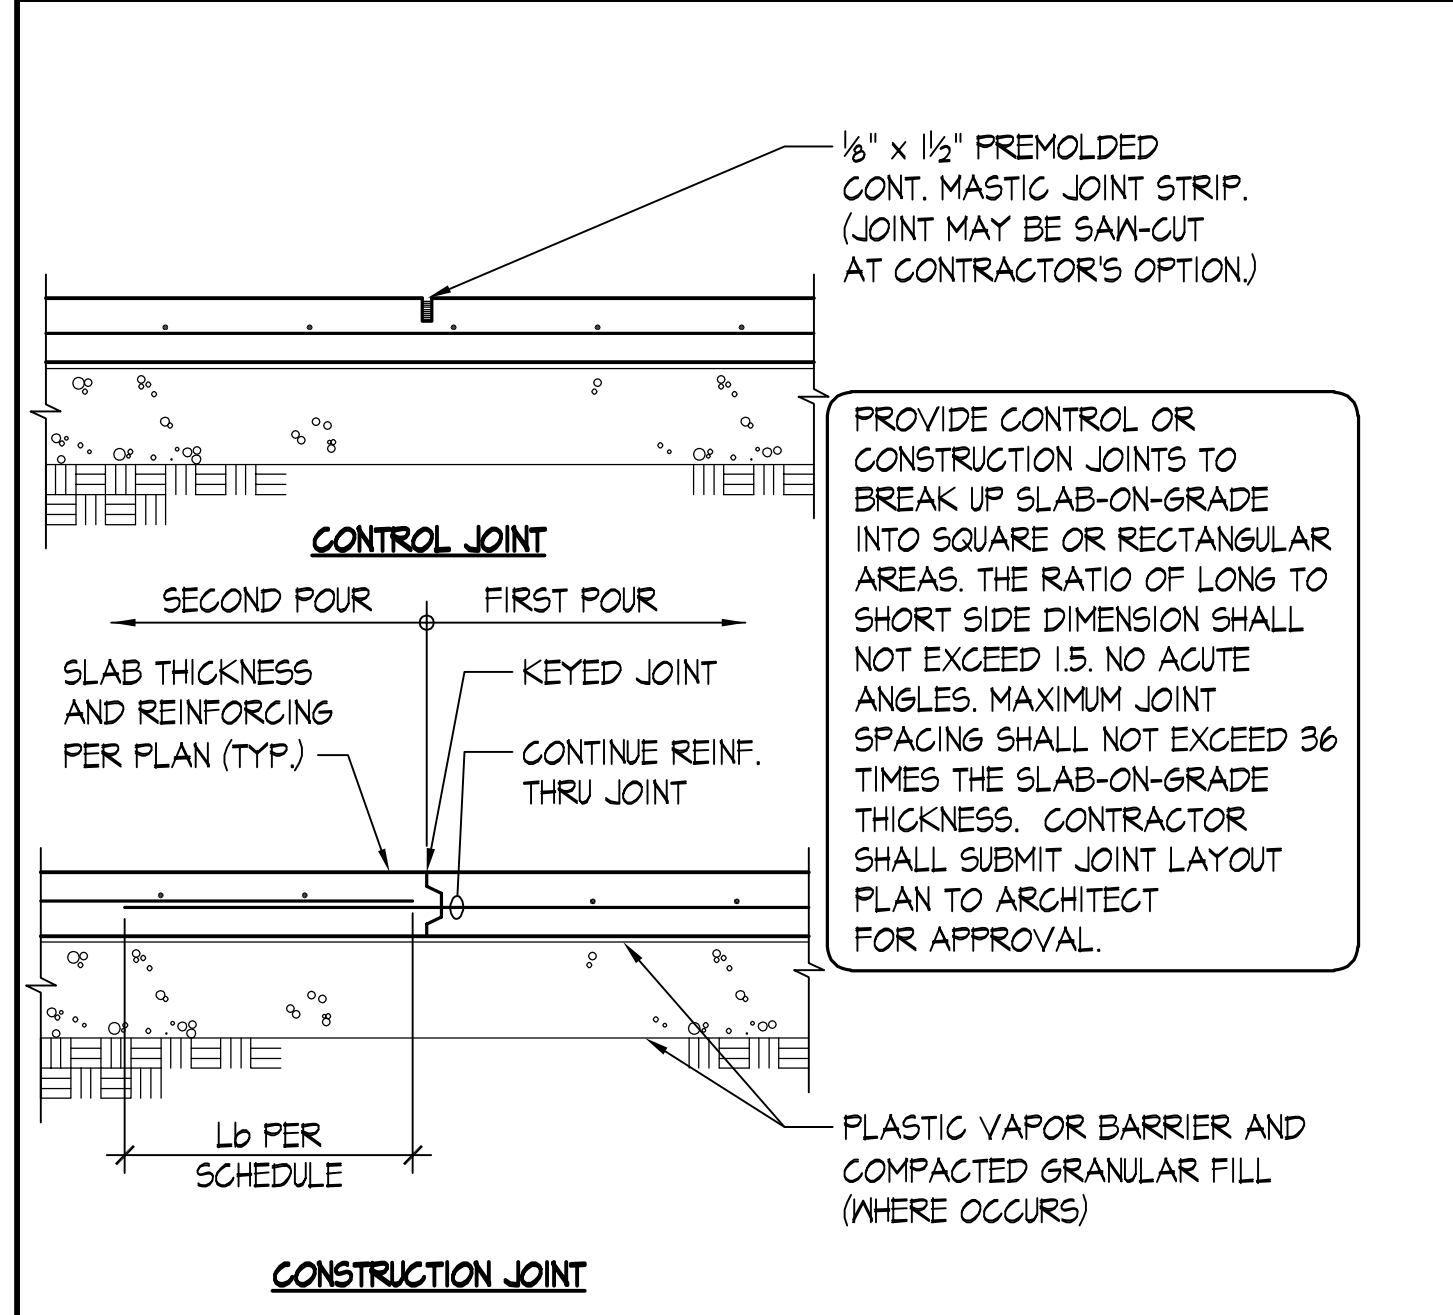 ⅛" x 1½" PREMOLDED
CONT. MASTIC JOINT STRIP.
(JOINT MAY BE SAW-CUT
AT CONTRACTOR'S OPTION.)
PROVIDE CONTROL OR
CONSTRUCTION JOINTS TO
BREAK UP SLAB-ON-GRADE
INTO SQUARE OR RECTANGULAR
AREAS. THE RATIO OF LONG TO
SHORT SIDE DIMENSION SHALL
NOT EXCEED 1.5. NO ACUTE
ANGLES. MAXIMUM JOINT
SPACING SHALL NOT EXCEED 36
TIMES THE SLAB-ON-GRADE
THICKNESS. CONTRACTOR
SHALL SUBMIT JOINT LAYOUT
PLAN TO ARCHITECT
FOR APPROVAL.
CONTROL JOINT
SECOND POUR
FIRST POUR
SLAB THICKNESS
AND REINFORCING
PER PLAN (TYP.)
KEYED JOINT
CONTINUE REINF.
THRU JOINT
Lb PER
SCHEDULE
PLASTIC VAPOR BARRIER AND
COMPACTED GRANULAR FILL
(WHERE OCCURS)
CONSTRUCTION JOINT